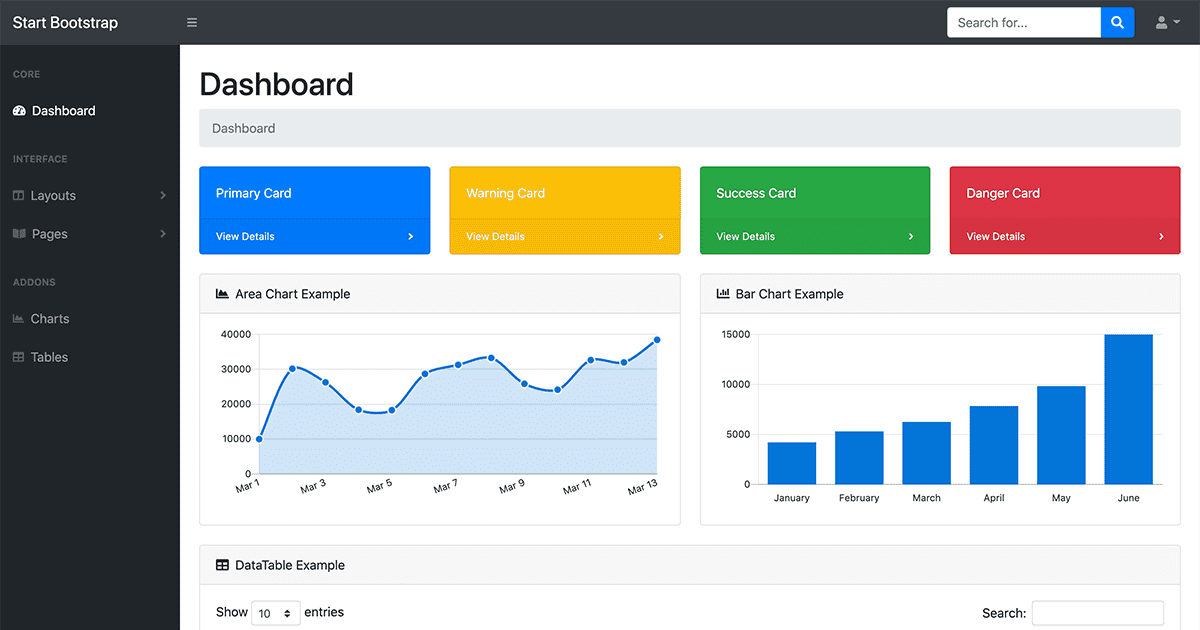 Start Bootstrap
Search for...
CORE
Dashboard
INTERFACE
Layouts
Pages
ADDONS
Charts
Tables
Dashboard
Dashboard
Primary Card
View Details
Warning Card
View Details
Success Card
View Details
Danger Card
View Details
Area Chart Example
40000
30000
20000
10000
0
Mar 1 Mar 3 Mar 5 Mar 7 Mar 9 Mar 11 Mar 13
Bar Chart Example
15000
10000
5000
0
January February March April May June
DataTable Example
Show 10 entries
Search: